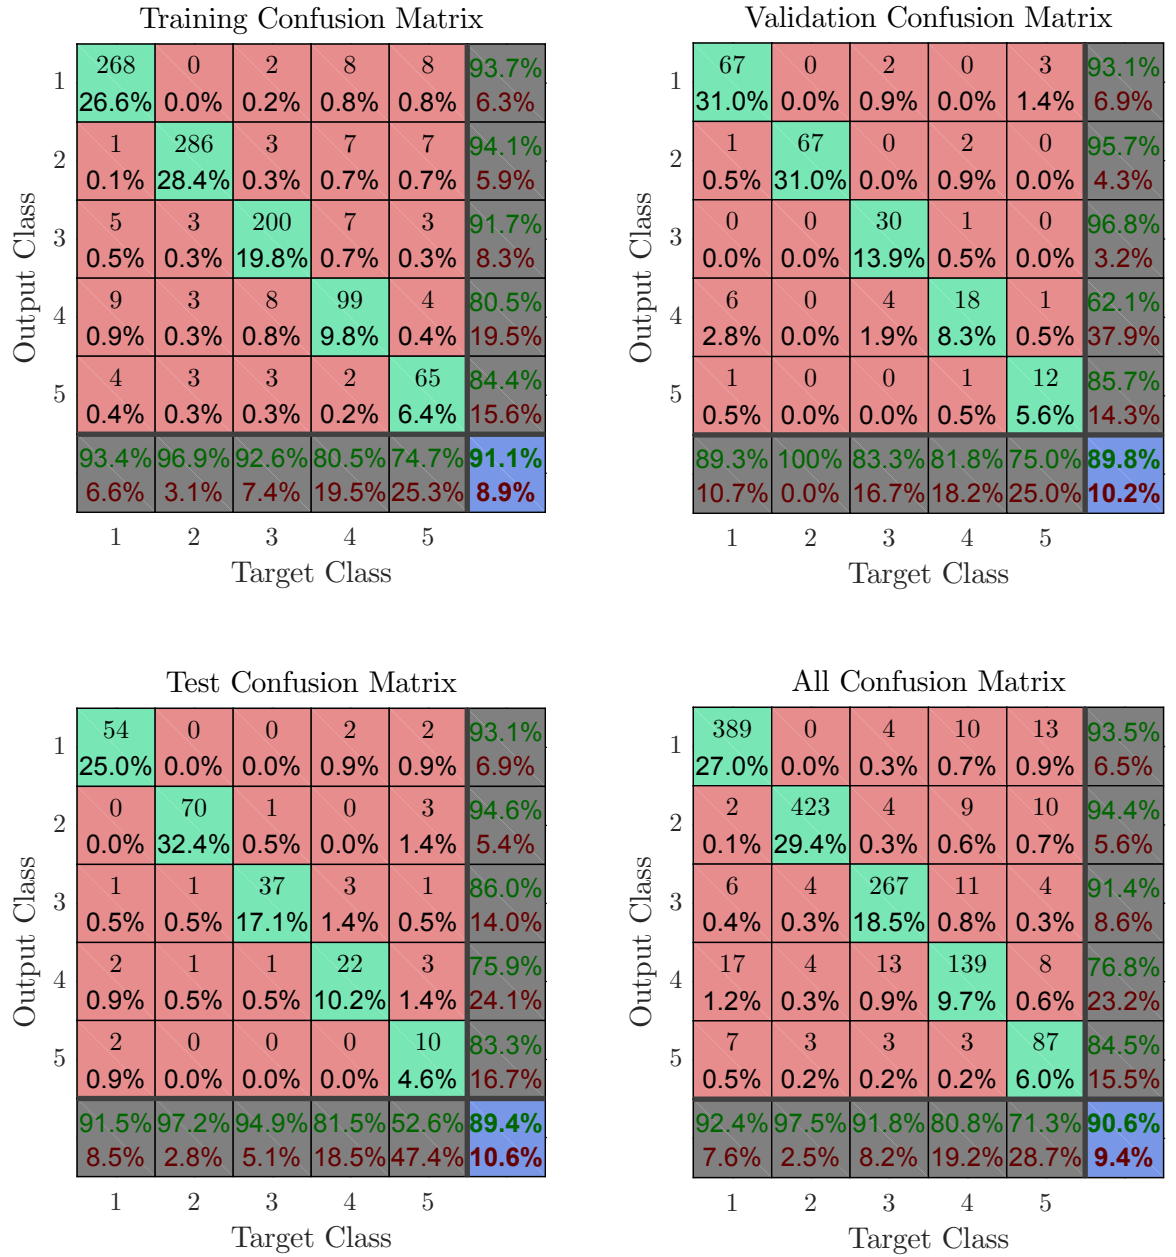 Training Confusion Matrix
268 0 2 8 8 93.7%
1
26.6% 0.0% 0.2% 0.8% 0.8% 6.3%
1 286 3 7 7 94.1%
2
0.1% 28.4% 0.3% 0.7% 0.7% 5.9%
5 3 200 7 3 91.7%
3
0.5% 0.3% 19.8% 0.7% 0.3% 8.3%
9 3 8 99 4 80.5%
4
0.9% 0.3% 0.8% 9.8% 0.4% 19.5%
4 3 3 2 65 84.4%
5
0.4% 0.3% 0.3% 0.2% 6.4% 15.6%
93.4% 96.9% 92.6% 80.5% 74.7% 91.1%
6.6% 3.1% 7.4% 19.5% 25.3% 8.9%
1 2 3 4 5
Target Class
Output Class
Validation Confusion Matrix
67 0 2 0 3 93.1%
1
31.0% 0.0% 0.9% 0.0% 1.4% 6.9%
1 67 0 2 0 95.7%
2
0.5% 31.0% 0.0% 0.9% 0.0% 4.3%
0 0 30 1 0 96.8%
3
0.0% 0.0% 13.9% 0.5% 0.0% 3.2%
6 0 4 18 1 62.1%
4
2.8% 0.0% 1.9% 8.3% 0.5% 37.9%
1 0 0 1 12 85.7%
5
0.5% 0.0% 0.0% 0.5% 5.6% 14.3%
89.3% 100% 83.3% 81.8% 75.0% 89.8%
10.7% 0.0% 16.7% 18.2% 25.0% 10.2%
1 2 3 4 5
Target Class
Output Class
Test Confusion Matrix
54 0 0 2 2 93.1%
1
25.0% 0.0% 0.0% 0.9% 0.9% 6.9%
0 70 1 0 3 94.6%
2
0.0% 32.4% 0.5% 0.0% 1.4% 5.4%
1 1 37 3 1 86.0%
3
0.5% 0.5% 17.1% 1.4% 0.5% 14.0%
2 1 1 22 3 75.9%
4
0.9% 0.5% 0.5% 10.2% 1.4% 24.1%
2 0 0 0 10 83.3%
5
0.9% 0.0% 0.0% 0.0% 4.6% 16.7%
91.5% 97.2% 94.9% 81.5% 52.6% 89.4%
8.5% 2.8% 5.1% 18.5% 47.4% 10.6%
1 2 3 4 5
Target Class
Output Class
All Confusion Matrix
389 0 4 10 13 93.5%
1
27.0% 0.0% 0.3% 0.7% 0.9% 6.5%
2 423 4 9 10 94.4%
2
0.1% 29.4% 0.3% 0.6% 0.7% 5.6%
6 4 267 11 4 91.4%
3
0.4% 0.3% 18.5% 0.8% 0.3% 8.6%
17 4 13 139 8 76.8%
4
1.2% 0.3% 0.9% 9.7% 0.6% 23.2%
7 3 3 3 87 84.5%
5
0.5% 0.2% 0.2% 0.2% 6.0% 15.5%
92.4% 97.5% 91.8% 80.8% 71.3% 90.6%
7.6% 2.5% 8.2% 19.2% 28.7% 9.4%
1 2 3 4 5
Target Class
Output Class